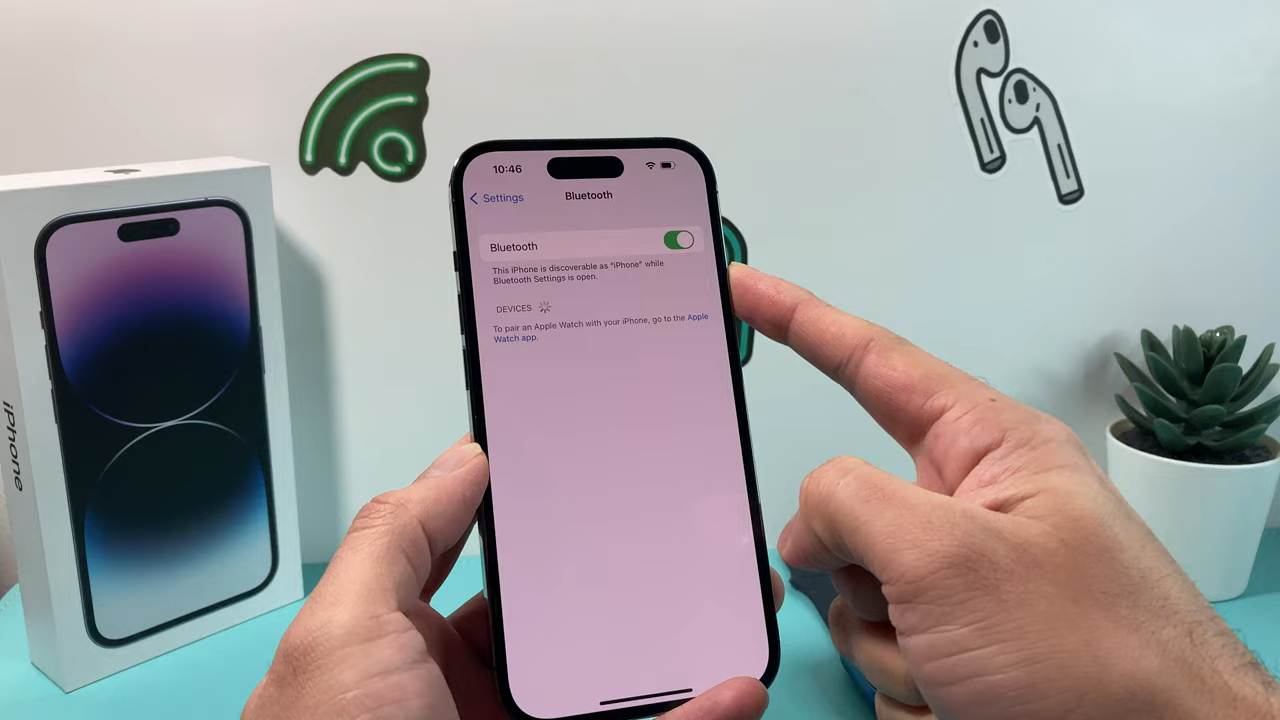 10:46
Settings
Bluetooth
Bluetooth
This iPhone is discoverable as “iPhone” while
Bluetooth Settings is open.
DEVICES
To pair an Apple Watch with your iPhone, go to the Apple
Watch app.
iPhone